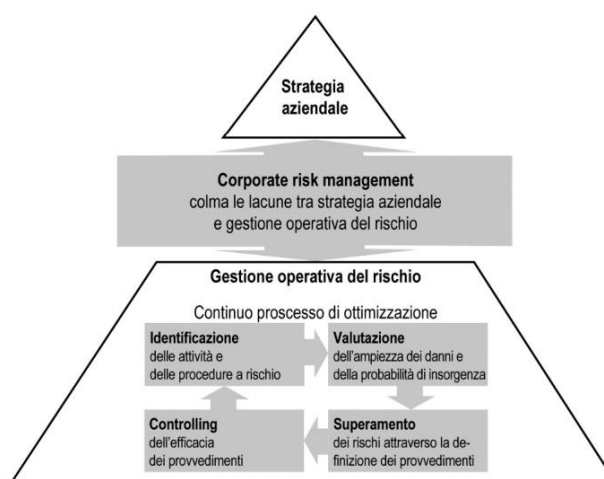 Strategia
aziendale
Corporate risk management
colma le lacune tra strategia aziendale
e gestione operativa del rischio
Gestione operativa del rischio
Continuo proscesso di ottimizzazione
Identificazione
delle attività e
delle procedure a rischio
Valutazione
dell'ampiezza dei danni e
della probabilità di insorgenza
Controlling
dell'efficacia
dei provvedimenti
Superamento
dei rischi attraverso la de-
finizione dei provvedimenti